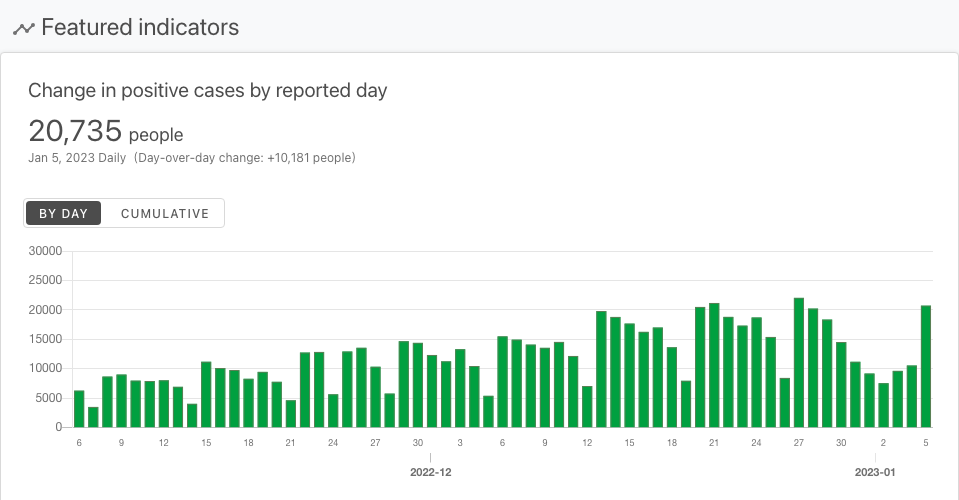 Featured indicators
Change in positive cases by reported day
20,735 people
Jan 5, 2023 Daily (Day-over-day change: +10,181 people)
BY DAY CUMULATIVE
30000
25000
20000
15000
10000
5000
0
6 9 12 15 18 21 24 27 30 3 6 9 12 15 18 21 24 27 30 2 5
2022-12 2023-01